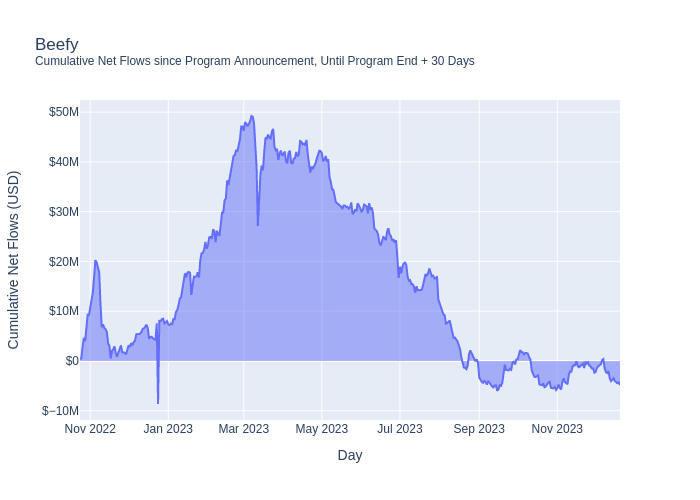 Beefy
Cumulative Net Flows since Program Announcement, Until Program End + 30 Days
Cumulative Net Flows (USD)
$50M
$40M
$30M
$20M
$10M
$0
$−10M
Nov 2022
Jan 2023
Mar 2023
May 2023
Jul 2023
Sep 2023
Nov 2023
Day